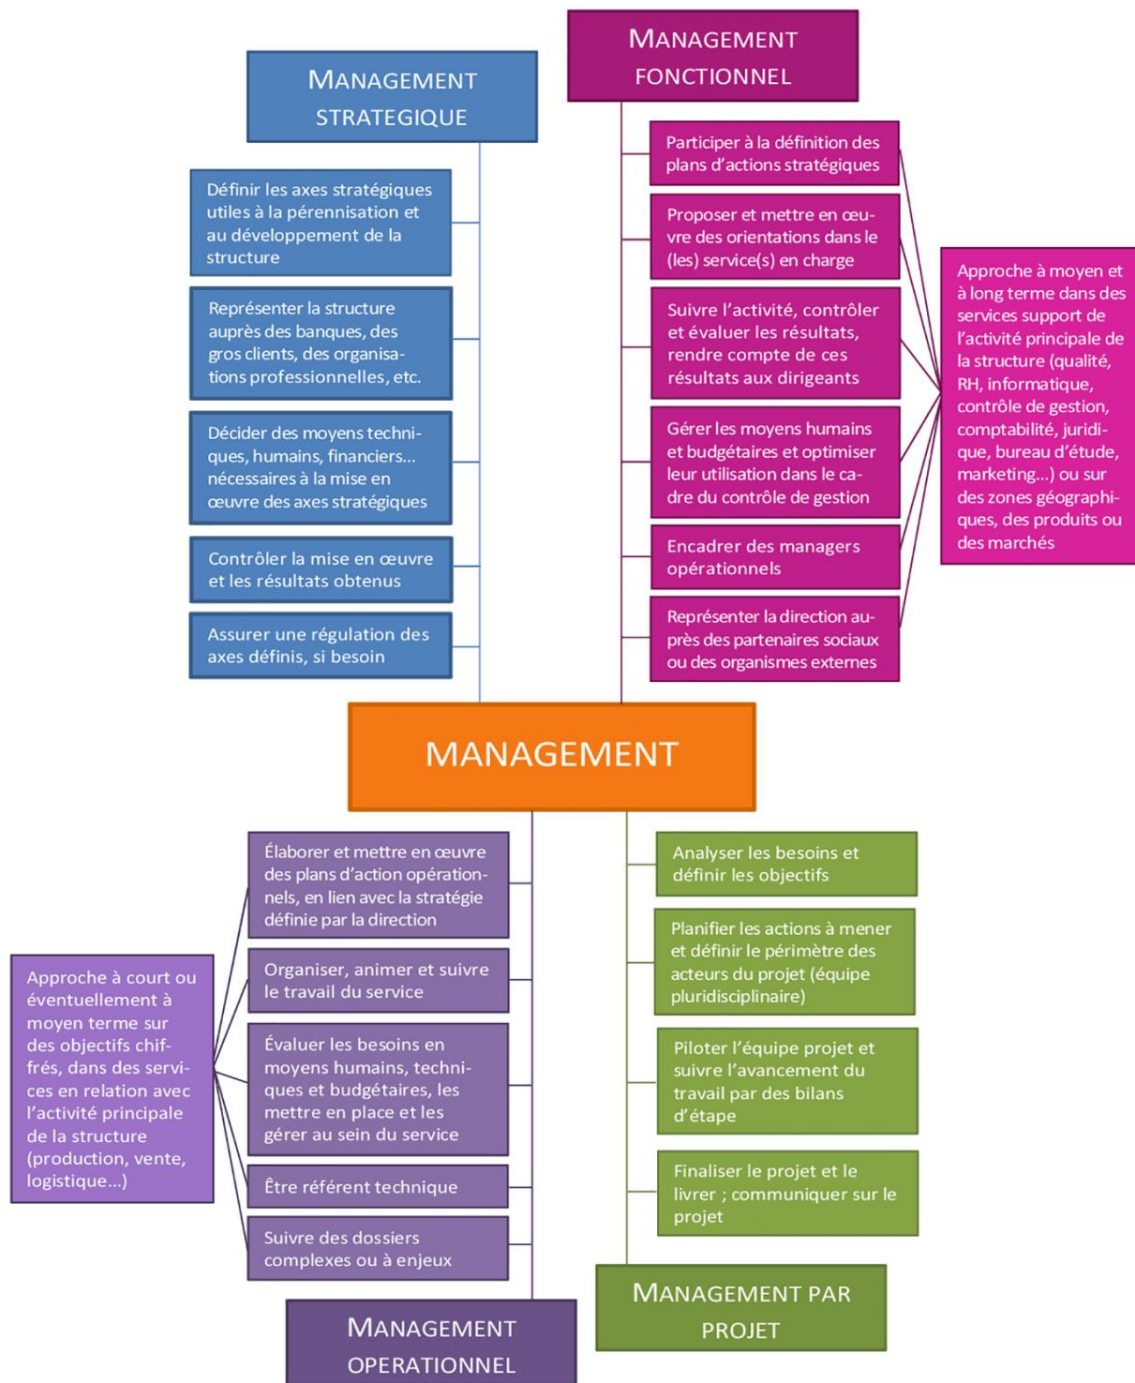 MANAGEMENT
STRATEGIQUE
Définir les axes stratégiques
utiles à la pérennisation et
au développement de la
structure
Représenter la structure
auprès des banques, des
gros clients, des organisa-
tions professionnelles, etc.
Décider des moyens techni-
ques, humains, financiers...
nécessaires à la mise en
œuvre des axes stratégiques
Contrôler la mise en œuvre
et les résultats obtenus
Assurer une régulation des
axes définis, si besoin
MANAGEMENT
FONCTIONNEL
Participer à la définition des
plans d'actions stratégiques
Proposer et mettre en œu-
vre des orientations dans le
(les) service(s) en charge
Suivre l'activité, contrôler
et évaluer les résultats,
rendre compte de ces
résultats aux dirigeants
Gérer les moyens humains
et budgétaires et optimiser
leur utilisation dans le ca-
dre du contrôle de gestion
Encadrer des managers
opérationnels
Représenter la direction au-
près des partenaires sociaux
ou des organismes externes
Approche à moyen et
à long terme dans des
services support de
l'activité principale de
la structure (qualité,
RH, informatique,
contrôle de gestion,
comptabilité, juridi-
que, bureau d'étude,
marketing...) ou sur
des zones géographi-
ques, des produits ou
des marchés
MANAGEMENT
Élaborer et mettre en œuvre
des plans d'action opération-
nels, en lien avec la stratégie
définie par la direction
Organiser, animer et suivre
le travail du service
Évaluer les besoins en
moyens humains, techni-
ques et budgétaires, les
mettre en place et les
gérer au sein du service
Être référent technique
Suivre des dossiers
complexes ou à enjeux
Approche à court ou
éventuellement à
moyen terme sur
des objectifs chif-
frés, dans des servi-
ces en relation avec
l'activité principale
de la structure
(production, vente,
logistique...)
MANAGEMENT
OPERATIONNEL
Analyser les besoins et
définir les objectifs
Planifier les actions à mener
et définir le périmètre des
acteurs du projet (équipe
pluridisciplinaire)
Piloter l'équipe projet et
suivre l'avancement du
travail par des bilans
d'étape
Finaliser le projet et le
livrer ; communiquer sur le
projet
MANAGEMENT PAR
PROJET